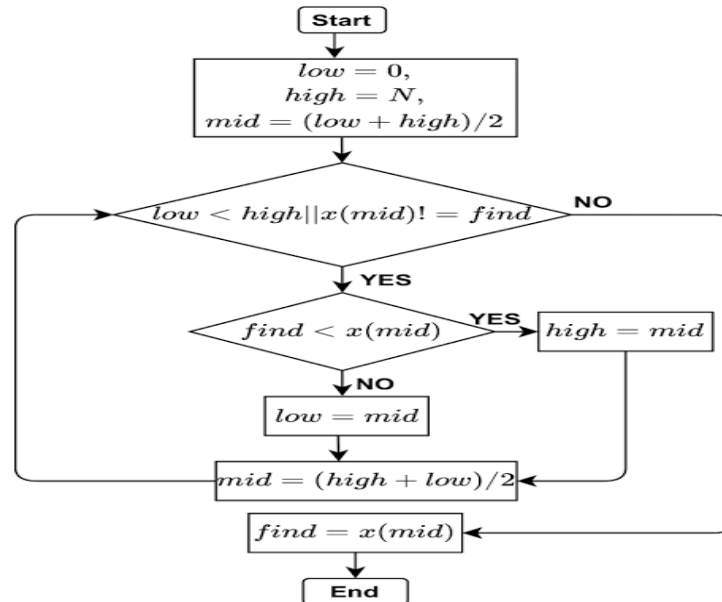 Start
low = 0,
high = N,
mid = (low + high)/2
low < high||x(mid)! = find
NO
YES
find < x(mid)
YES
high = mid
NO
low = mid
mid = (high + low)/2
find = x(mid)
End